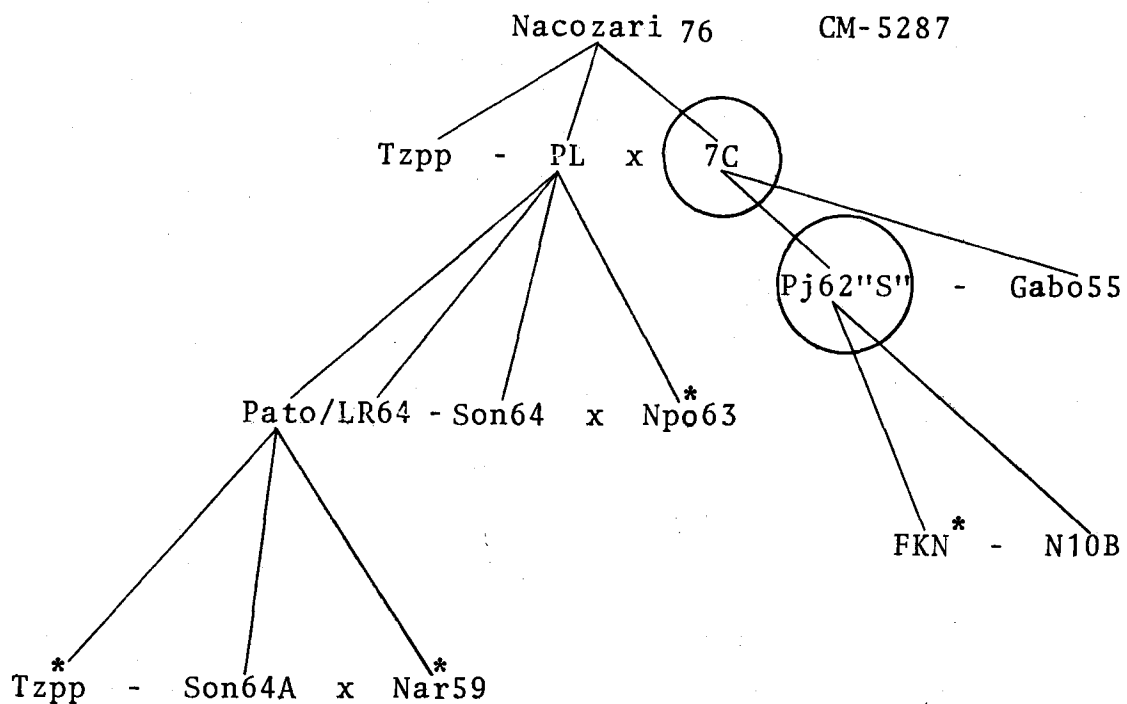 Nacozari 76 CM-5287
Tzpp - PL x 7C
Pj62"S" - Gabo55
Pato/LR64 - Son64 x Npo63*
FKN* - N10B
Tzpp* - Son64A x Nar59*